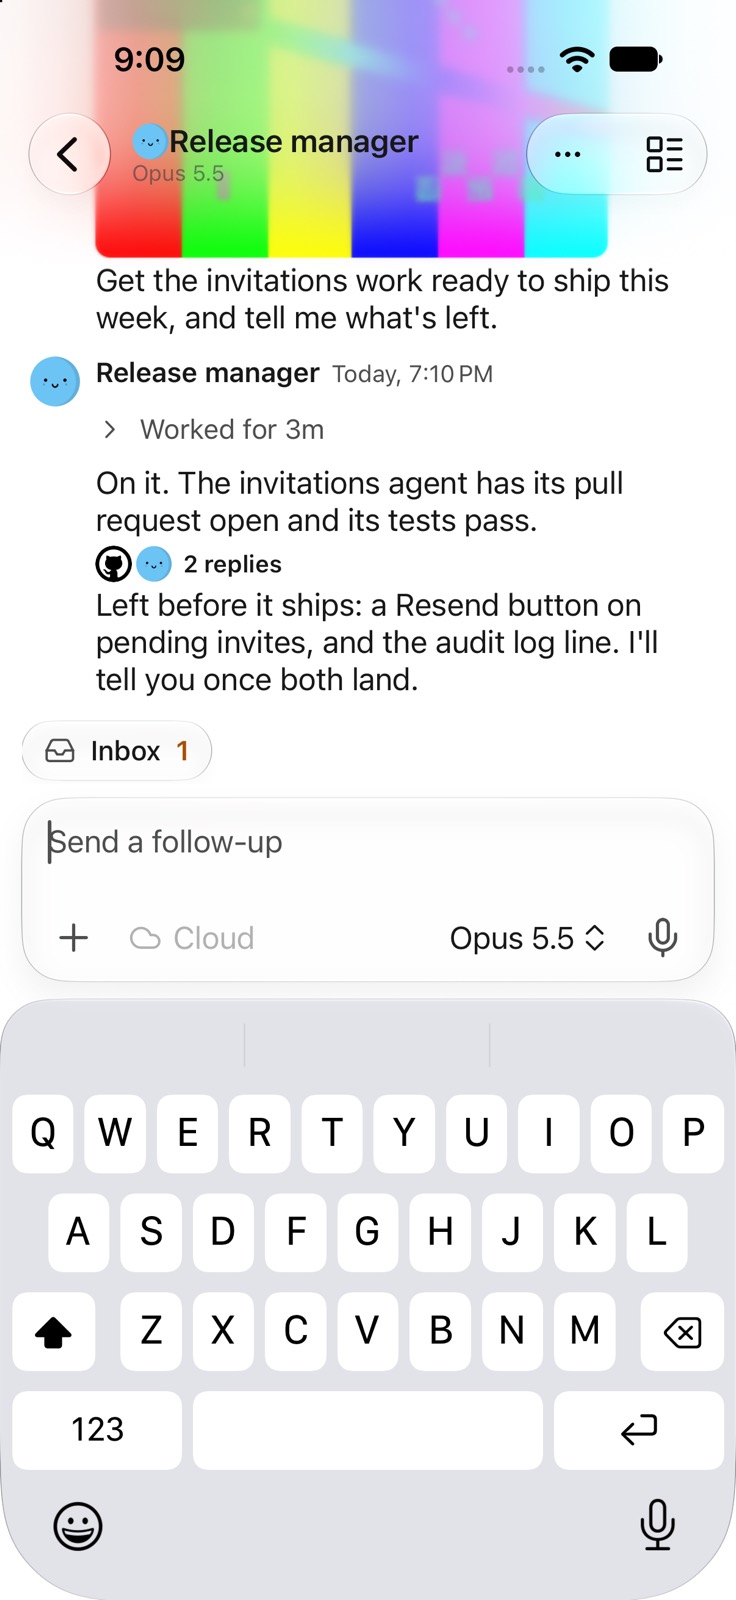 9:09
Release manager
Opus 5.5
Get the invitations work ready to ship this
week, and tell me what's left.
Release manager Today, 7:10 PM
Worked for 3m
On it. The invitations agent has its pull
request open and its tests pass.
2 replies
Left before it ships: a Resend button on
pending invites, and the audit log line. I'll
tell you once both land.
Inbox 1
Send a follow-up
Cloud Opus 5.5
Q W E R T Y U I O P
A S D F G H J K L
Z X C V B N M
123